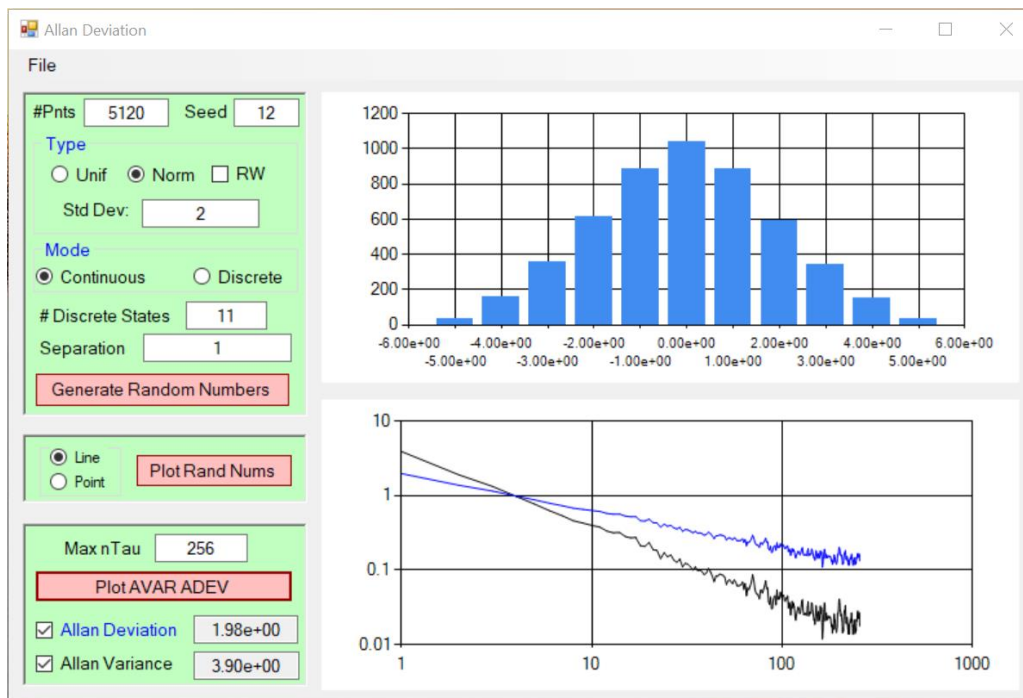 Allan Deviation
File
#Pnts 5120 Seed 12
Type
Unif Norm RW
Std Dev: 2
Mode
Continuous Discrete
# Discrete States 11
Separation 1
Generate Random Numbers
Line
Point
Plot Rand Nums
Max nTau 256
Plot AVAR ADEV
Allan Deviation 1.98e+00
Allan Variance 3.90e+00
1200
1000
800
600
400
200
0
-6.00e+00 -4.00e+00 -2.00e+00 0.00e+00 2.00e+00 4.00e+00 6.00e+00
-5.00e+00 -3.00e+00 -1.00e+00 1.00e+00 3.00e+00 5.00e+00
10
1
0.1
0.01
1 10 100 1000